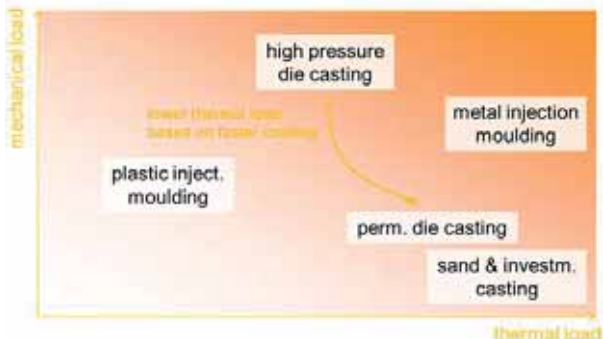 mechanical load
high pressure
die casting
lower thermal load
based on faster cooling
metal injection
moulding
plastic inject.
moulding
perm. die casting
sand & investm.
casting
thermal load